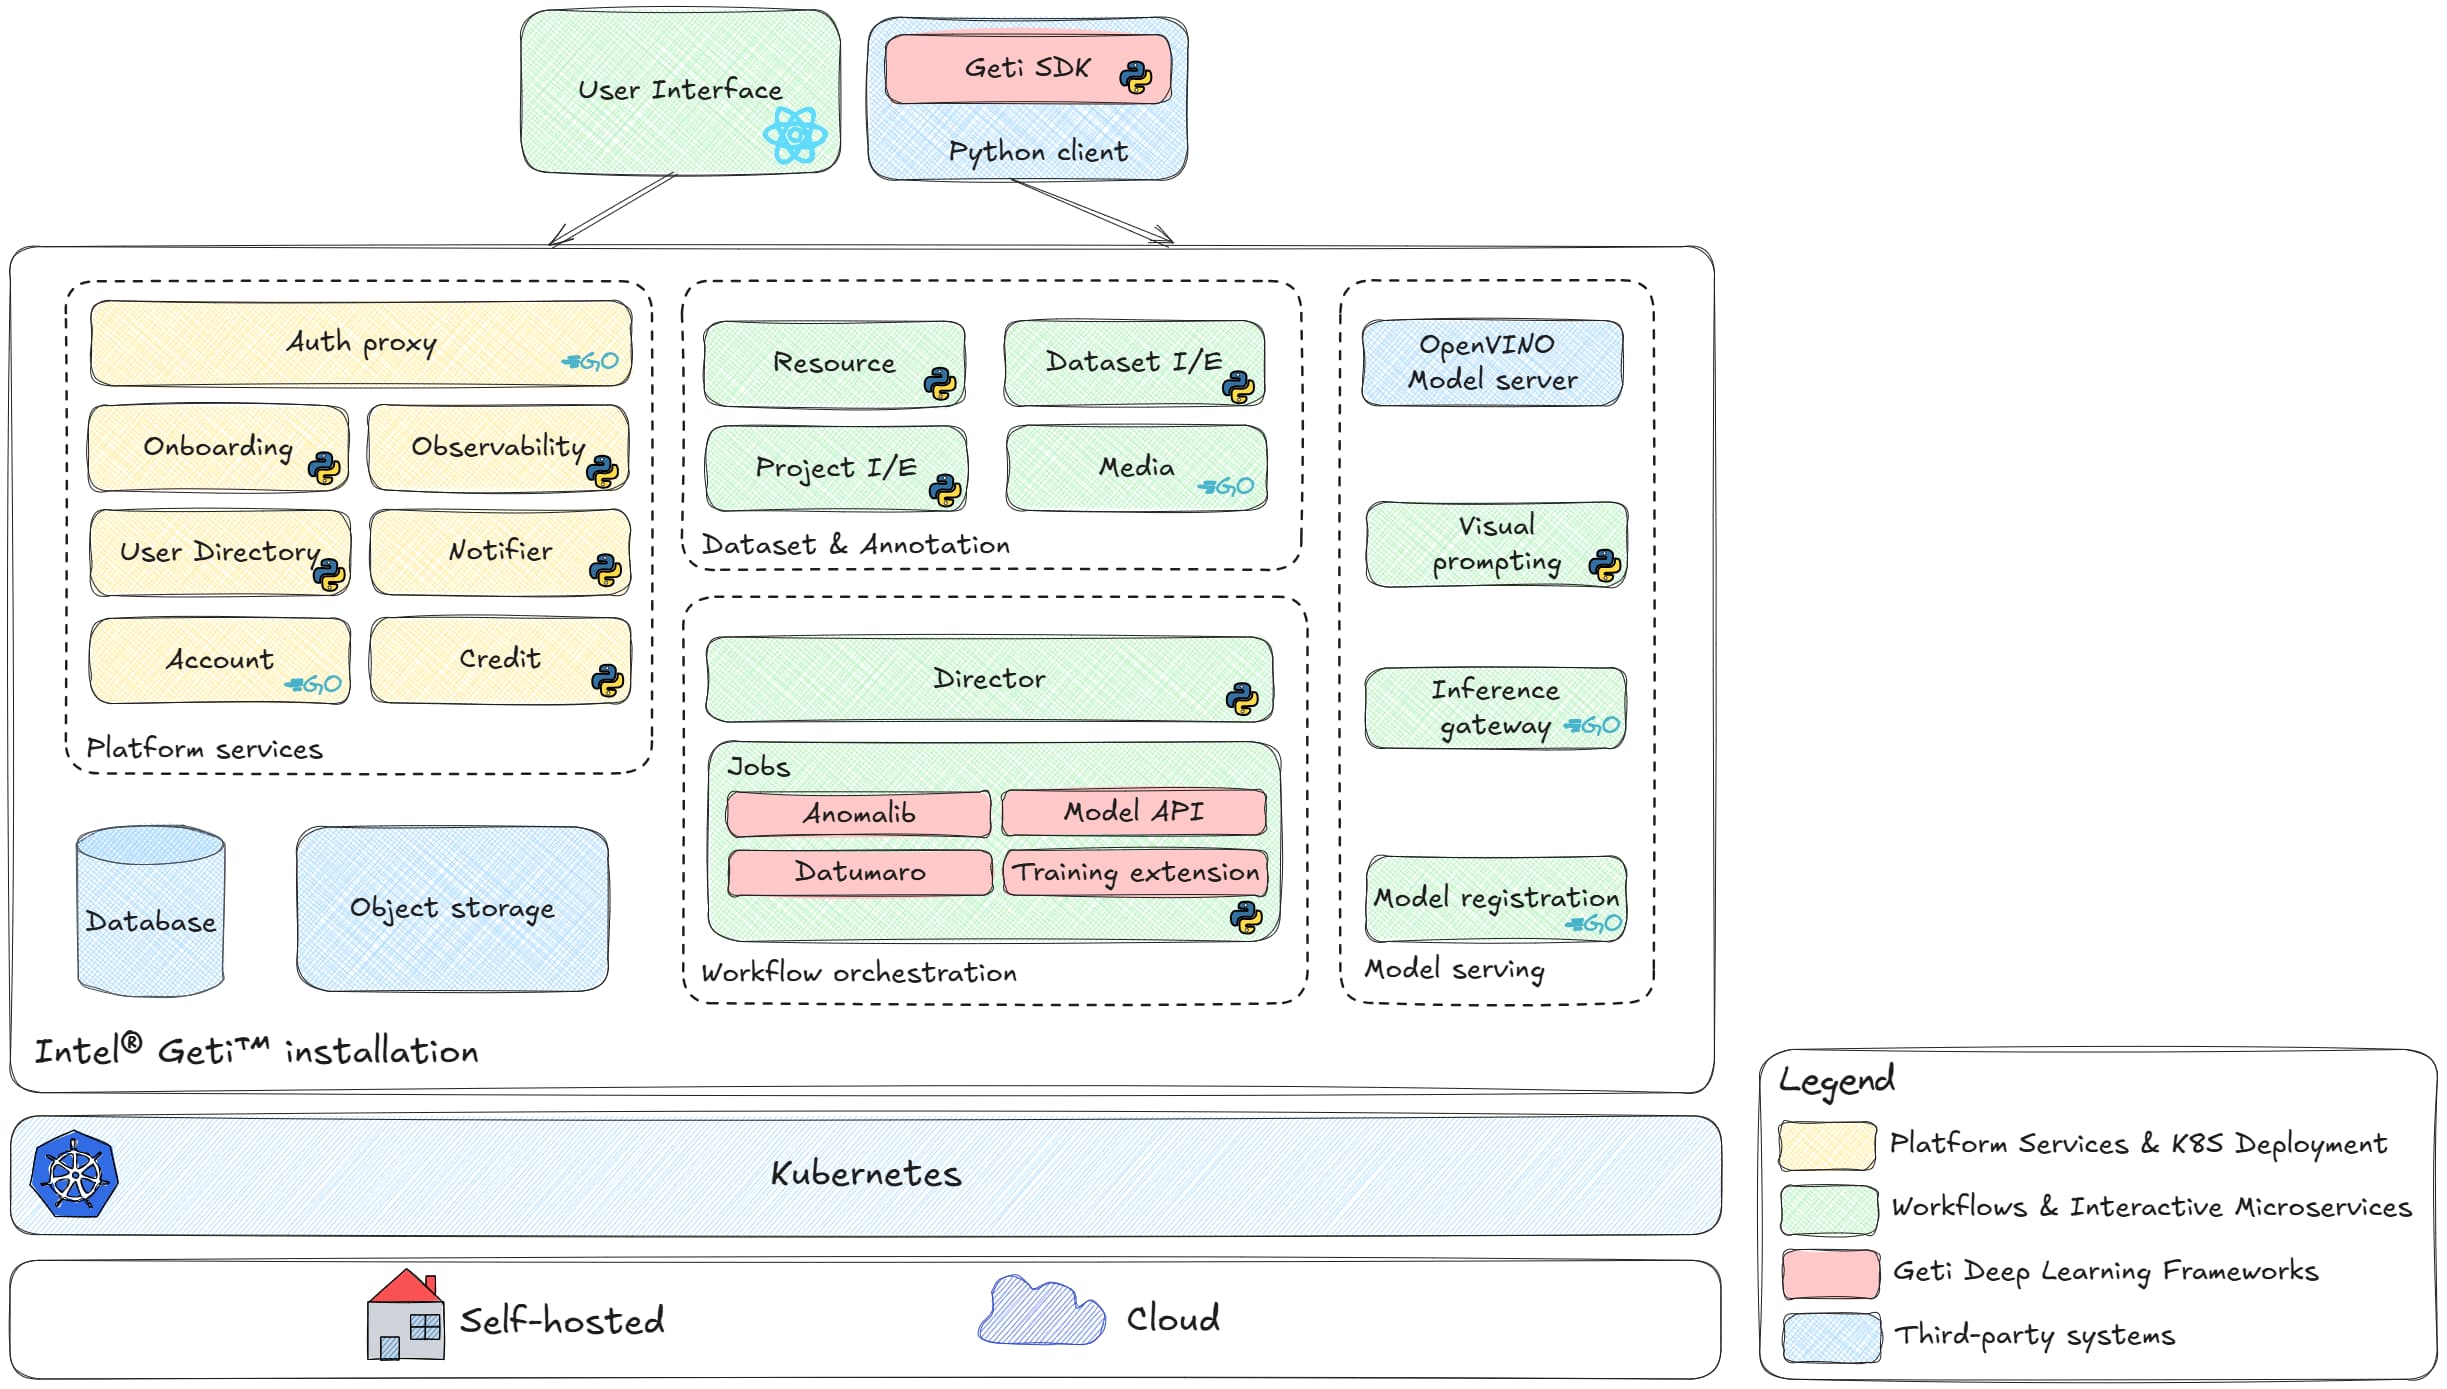 User Interface
Geti SDK
Python client
Auth proxy
GO
Onboarding
Observability
User Directory
Notifier
Account
GO
Credit
Platform services
Resource
Dataset I/E
Project I/E
Media
GO
Dataset & Annotation
Director
Jobs
Anomalib
Model API
Datumaro
Training extension
Workflow orchestration
OpenVINO
Model server
Visual
prompting
Inference
gateway
GO
Model registration
GO
Model serving
Database
Object storage
Intel® Geti™ installation
Kubernetes
Self-hosted
Cloud
Legend
Platform Services & K8S Deployment
Workflows & Interactive Microservices
Geti Deep Learning Frameworks
Third-party systems